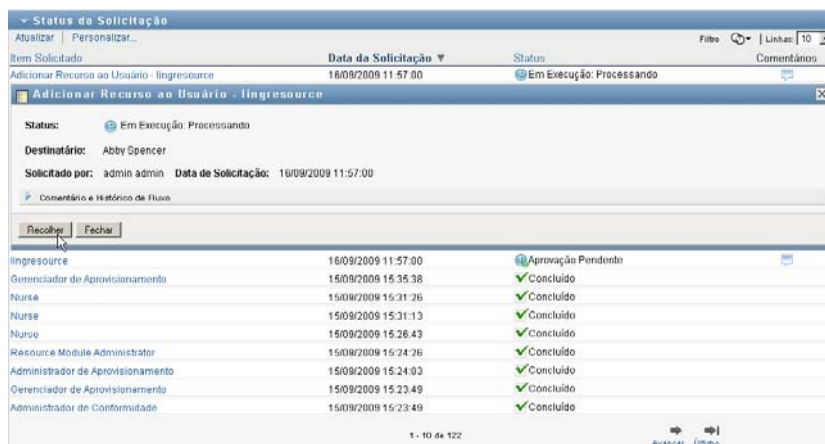 Status da Solicitação
Atualizar | Personalizar... Filtro | Linhas: 10
Item Solicitado Data da Solicitação Status Comentários
Adicionar Recurso ao Usuário - lingresource 16/09/2009 11:57:00 Em Execução: Processando
Adicionar Recurso ao Usuário - lingresource X
Status: Em Execução: Processando
Destinatário: Abby Spencer
Solicitado por: admin admin Data de Solicitação: 16/09/2009 11:57:00
Comentário e Histórico de Fluxo
Recolher Fechar
lingresource 16/09/2009 11:57:00 Aprovação Pendente
Gerenciador de Aprovisionamento 15/09/2009 15:35:38 Concluído
Nurse 15/09/2009 15:31:26 Concluído
Nurse 15/09/2009 15:31:13 Concluído
Nurse 15/09/2009 15:26:43 Concluído
Resource Module Administrator 15/09/2009 15:24:26 Concluído
Administrador de Aprovisionamento 15/09/2009 15:24:03 Concluído
Gerenciador de Aprovisionamento 15/09/2009 15:23:49 Concluído
Administrador de Conformidade 15/09/2009 15:23:49 Concluído
1 - 10 de 122
Avançar Último